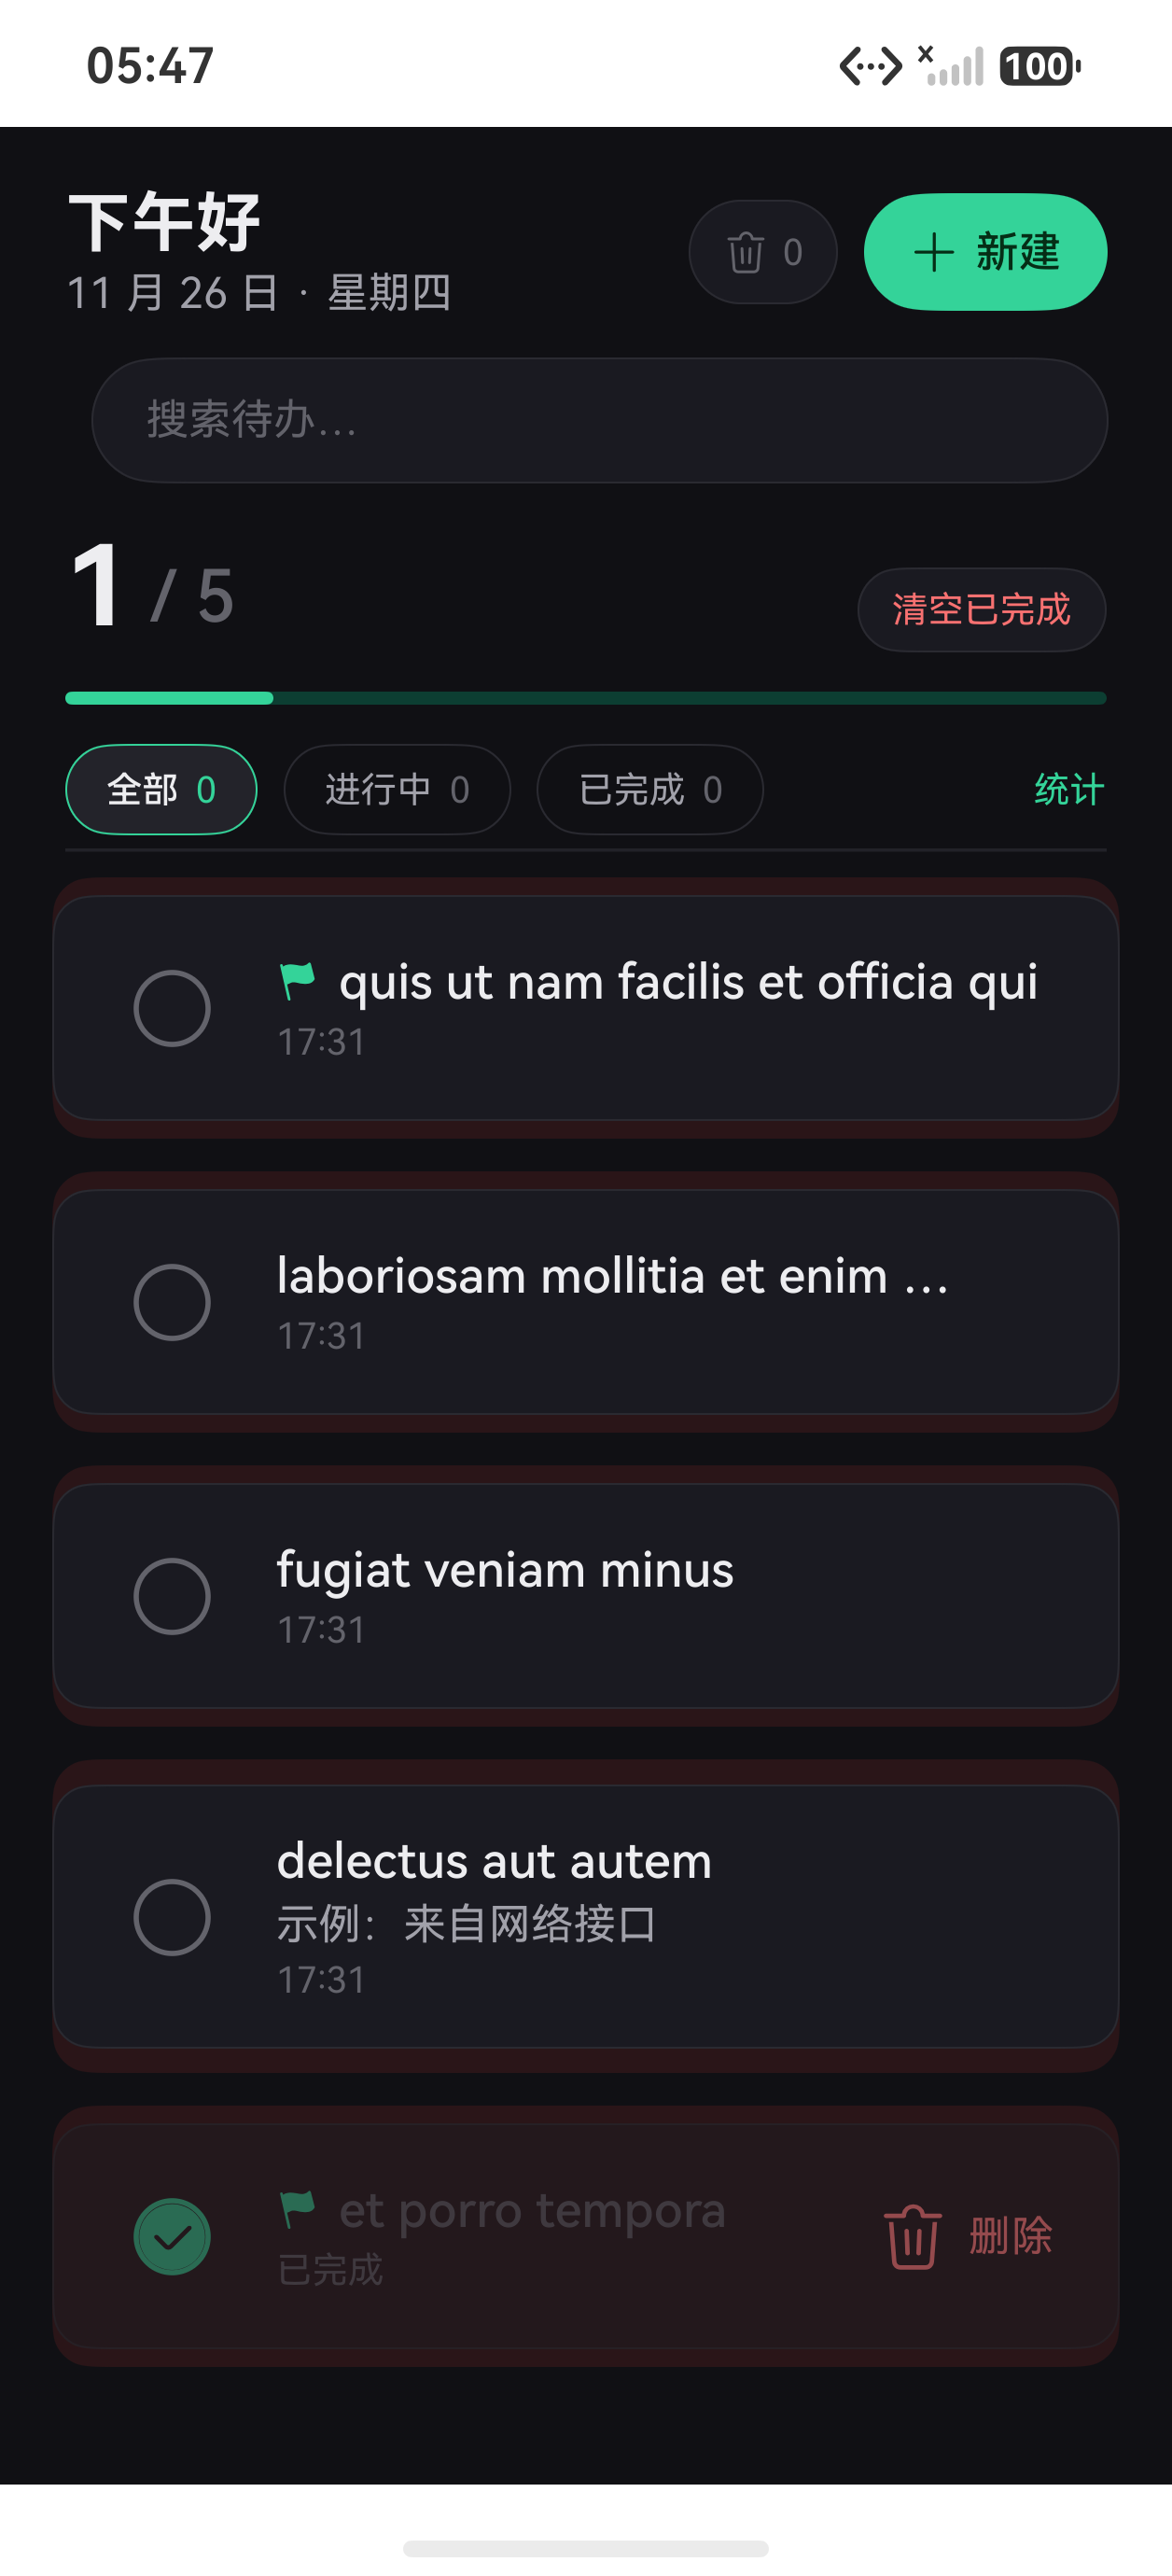 05:47
100
下午好
11 月 26 日 · 星期四
0
新建
搜索待办...
1 / 5
清空已完成
全部 0
进行中 0
已完成 0
统计
quis ut nam facilis et officia qui
17:31
laboriosam mollitia et enim ...
17:31
fugiat veniam minus
17:31
delectus aut autem
示例：来自网络接口
17:31
et porro tempora
已完成
删除